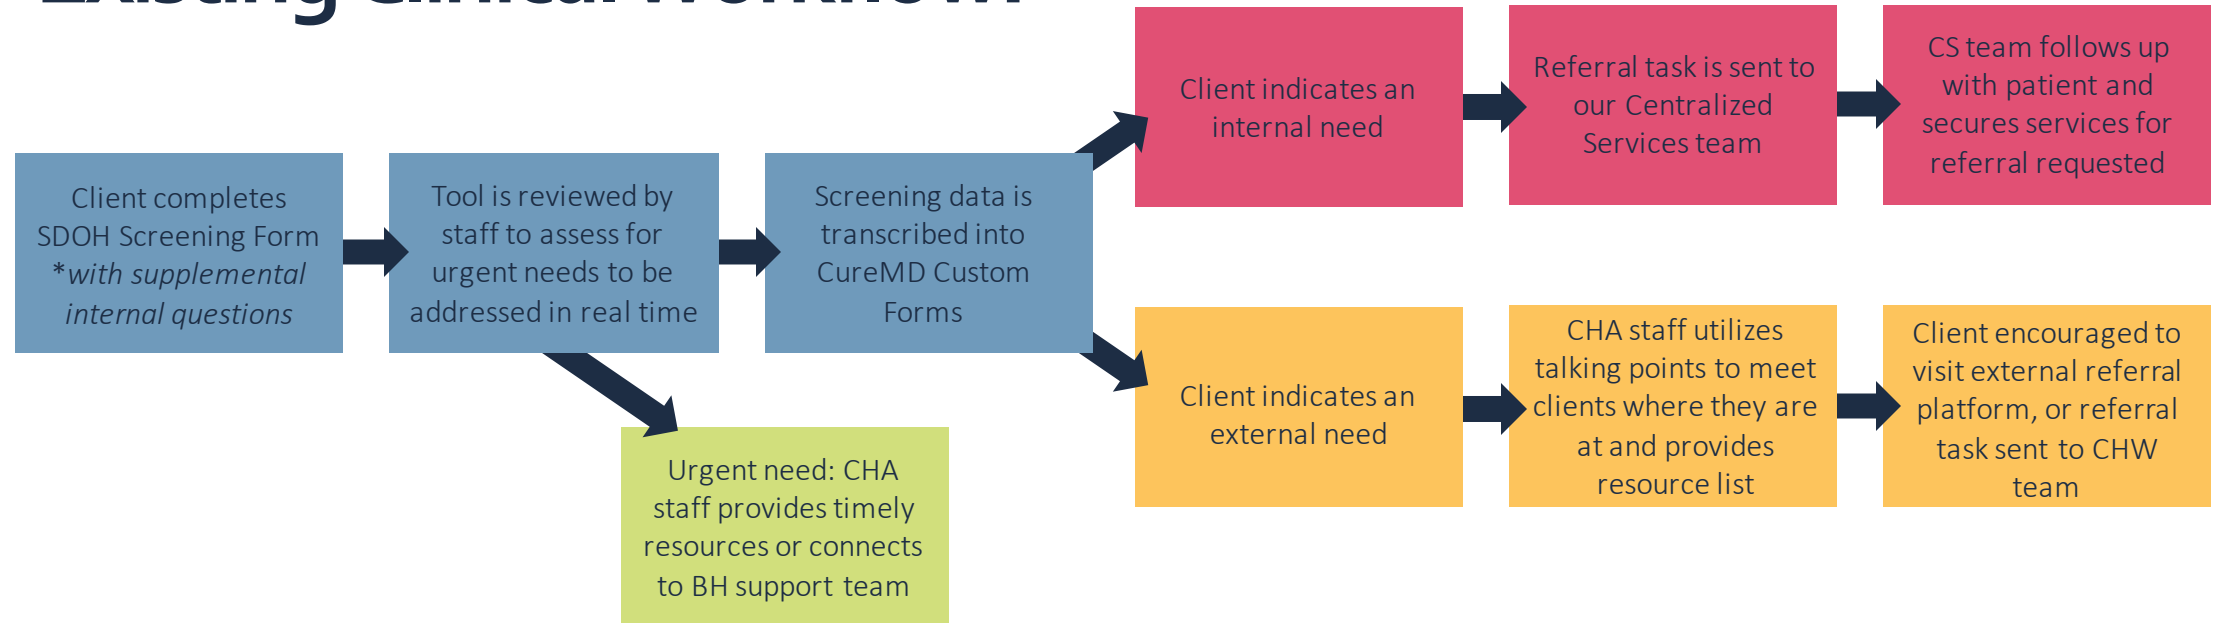 Existing Clinical Workflow:
Client completes
SDOH Screening Form
*with supplemental
internal questions
Tool is reviewed by
staff to assess for
urgent needs to be
addressed in real time
Urgent need: CHA
staff provides timely
resources or connects
to BH support team
Screening data is
transcribed into
CureMD Custom
Forms
Client indicates an
internal need
Referral task is sent to
our Centralized
Services team
CS team follows up
with patient and
secures services for
referral requested
Client indicates an
external need
CHA staff utilizes
talking points to meet
clients where they are
at and provides
resource list
Client encouraged to
visit external referral
platform, or referral
task sent to CHW
team